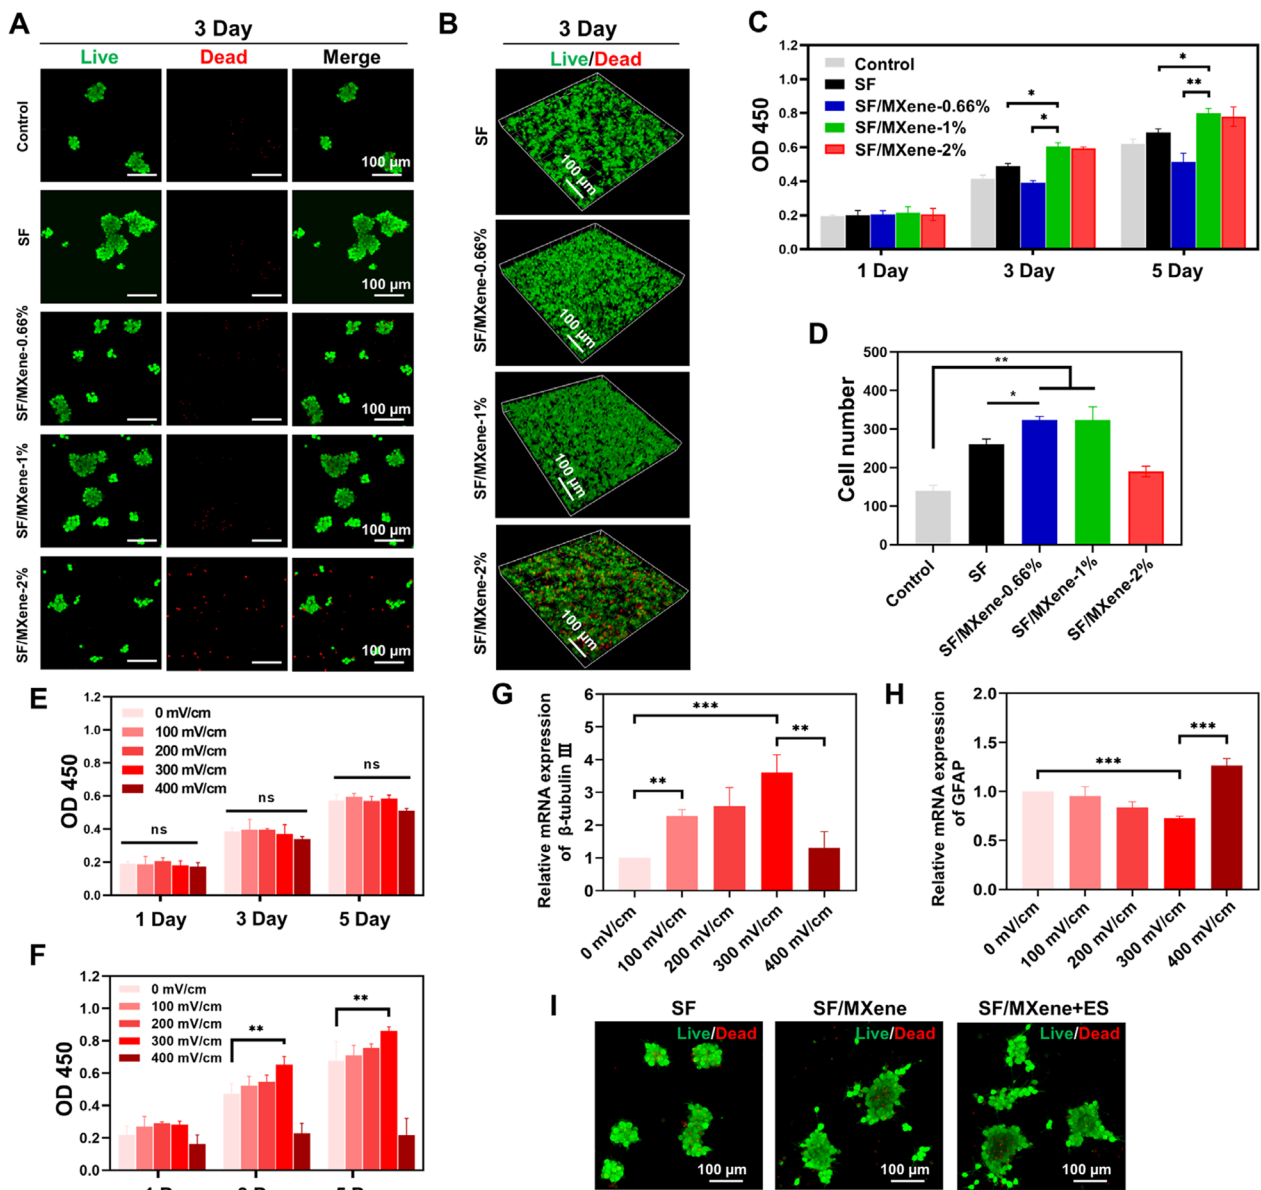 A
3 Day
Live Dead Merge
Control
100 μm
SF
100 μm
SF/MXene-0.66%
100 μm
SF/MXene-1%
100 μm
SF/MXene-2%
100 μm
B
3 Day
Live/Dead
SF
100 μm
SF/MXene-0.66%
100 μm
SF/MXene-1%
100 μm
SF/MXene-2%
100 μm
C
OD 450
1.2
1.0
0.8
0.6
0.4
0.2
0.0
Control
SF
SF/MXene-0.66%
SF/MXene-1%
SF/MXene-2%
*
*
*
**
1 Day 3 Day 5 Day
D
Cell number
500
400
300
200
100
0
**
*
Control SF SF/MXene-0.66% SF/MXene-1% SF/MXene-2%
E
OD 450
1.2
1.0
0.8
0.6
0.4
0.2
0.0
0 mV/cm
100 mV/cm
200 mV/cm
300 mV/cm
400 mV/cm
ns
ns
ns
1 Day 3 Day 5 Day
F
OD 450
1.2
1.0
0.8
0.6
0.4
0.2
0.0
0 mV/cm
100 mV/cm
200 mV/cm
300 mV/cm
400 mV/cm
**
**
G
Relative mRNA expression
of β-tubulin III
6
5
4
3
2
1
0
***
**
**
0 mV/cm 100 mV/cm 200 mV/cm 300 mV/cm 400 mV/cm
H
Relative mRNA expression
of GFAP
2.0
1.5
1.0
0.5
0.0
***
***
0 mV/cm 100 mV/cm 200 mV/cm 300 mV/cm 400 mV/cm
I
SF SF/MXene SF/MXene+ES
Live/Dead Live/Dead Live/Dead
100 μm 100 μm 100 μm